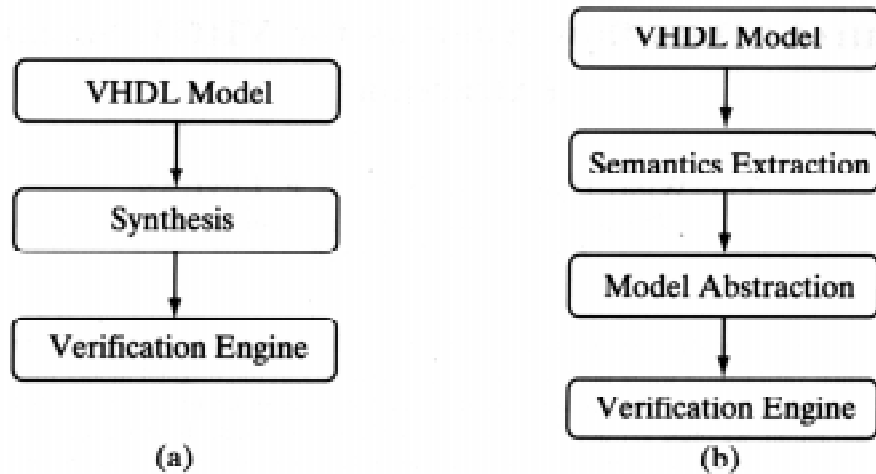 VHDL Model
Synthesis
Verification Engine
(a)
VHDL Model
Semantics Extraction
Model Abstraction
Verification Engine
(b)